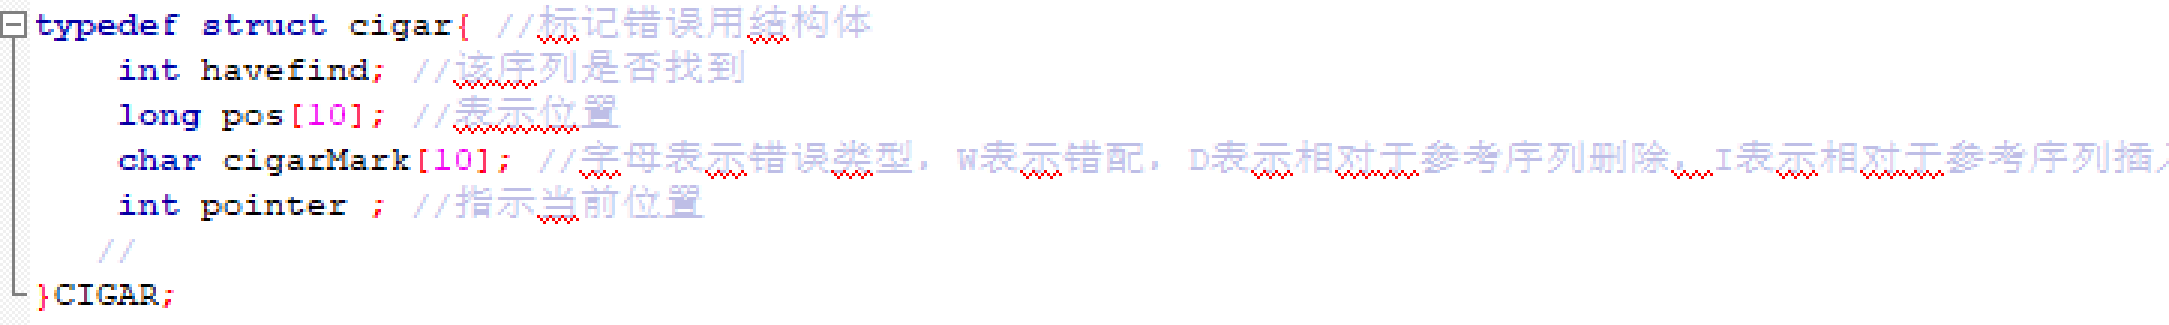 typedef struct cigar{ //标记错误用结构体
int havefind; //该序列是否找到
long pos[10]; //表示位置
char cigarMark[10]; //字母表示错误类型，W表示错配，D表示相对于参考序列删除，I表示相对于参考序列插
int pointer ; //指示当前位置
//
}CIGAR;